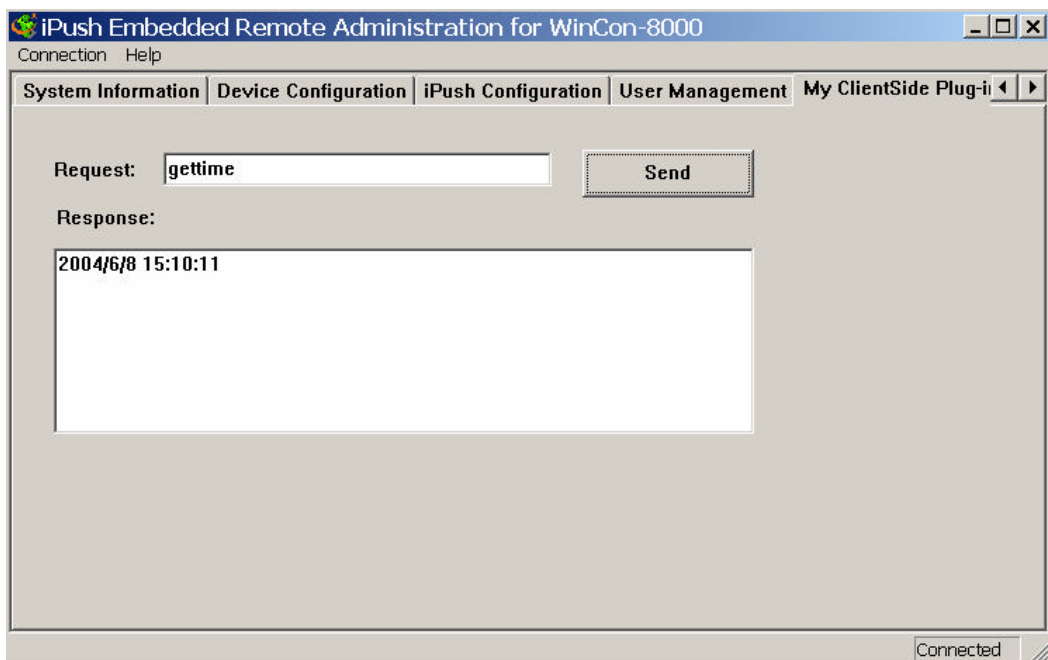 iPush Embedded Remote Administration for WinCon-8000
Connection Help
System Information Device Configuration iPush Configuration User Management My ClientSide Plug-i
Request: gettime Send
Response:
2004/6/8 15:10:11
Connected